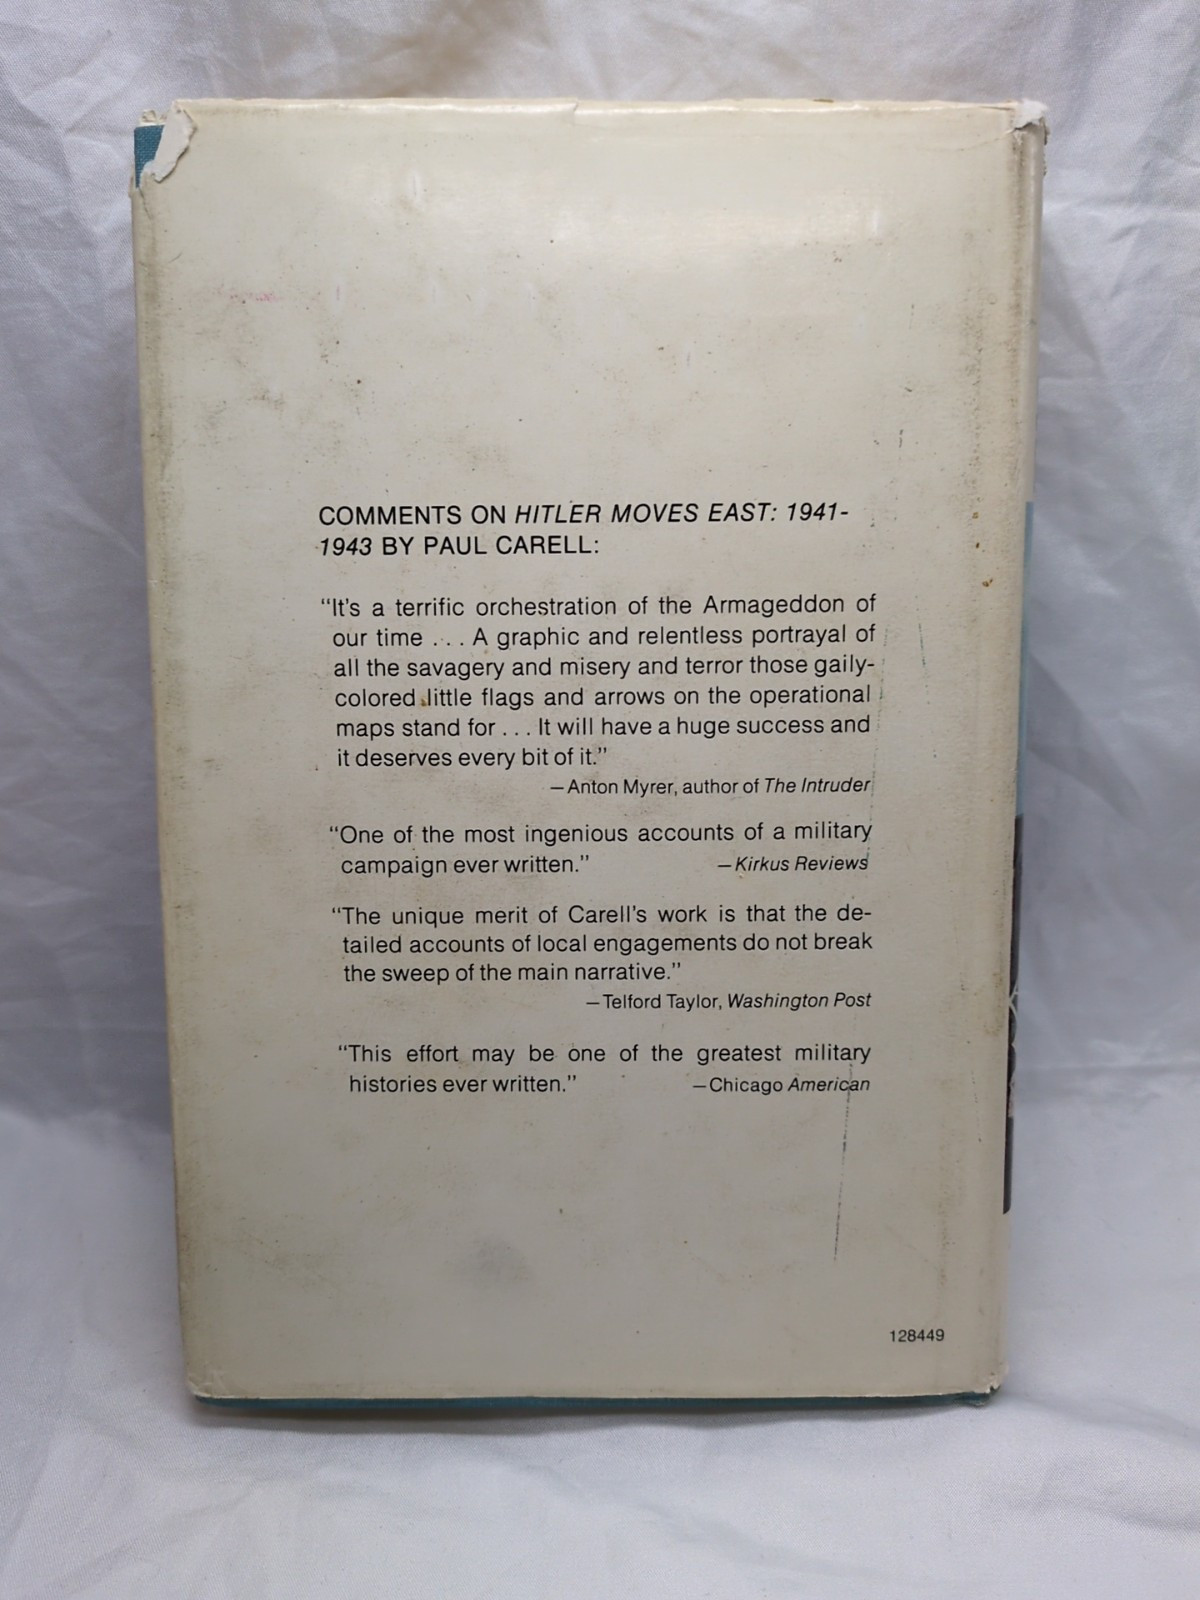 COMMENTS ON HITLER MOVES EAST: 1941-
1943 BY PAUL CARELL:
“It's a terrific orchestration of the Armageddon of
our time . . . A graphic and relentless portrayal of
all the savagery and misery and terror those gaily-
colored little flags and arrows on the operational
maps stand for . . . It will have a huge success and
it deserves every bit of it.”
—Anton Myrer, author of The Intruder
“One of the most ingenious accounts of a military
campaign ever written.” —Kirkus Reviews
“The unique merit of Carell's work is that the de-
tailed accounts of local engagements do not break
the sweep of the main narrative.”
—Telford Taylor, Washington Post
“This effort may be one of the greatest military
histories ever written.” —Chicago American
128449